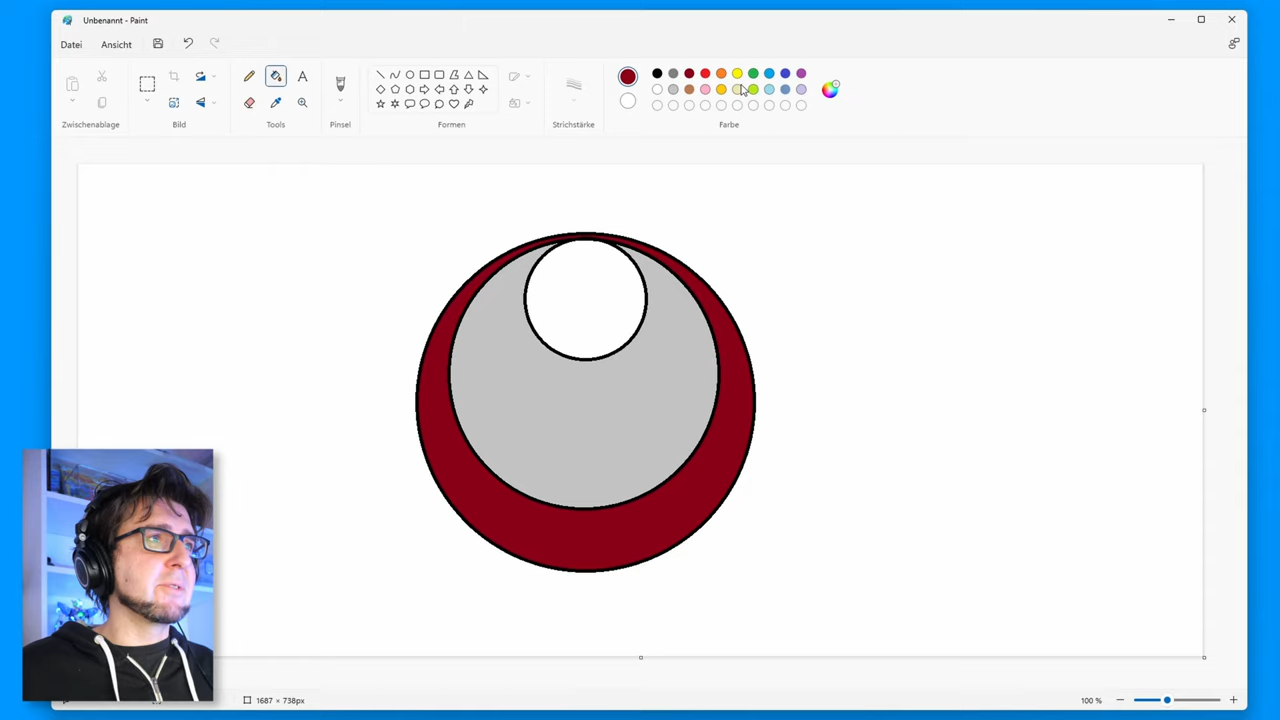 Unbenannt - Paint
Datei Ansicht
Zwischenablage Bild Tools Pinsel Formen Strichstärke Farbe
1687 × 738px 100 %